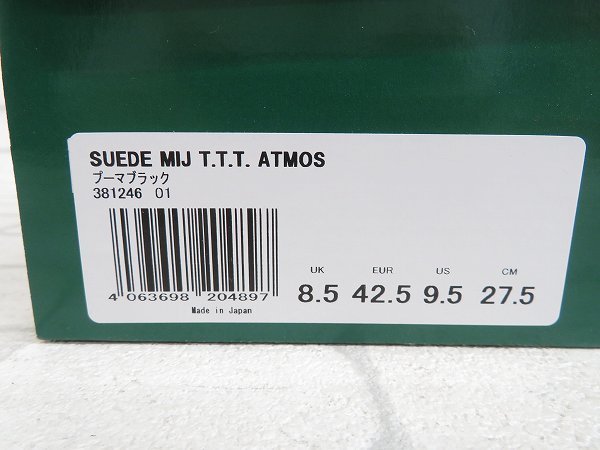 SUEDE MIJ T.T.T. ATMOS
プーマブラック
381246 01
UK EUR US CM
8.5 42.5 9.5 27.5
4 063698 204897
Made in Japan